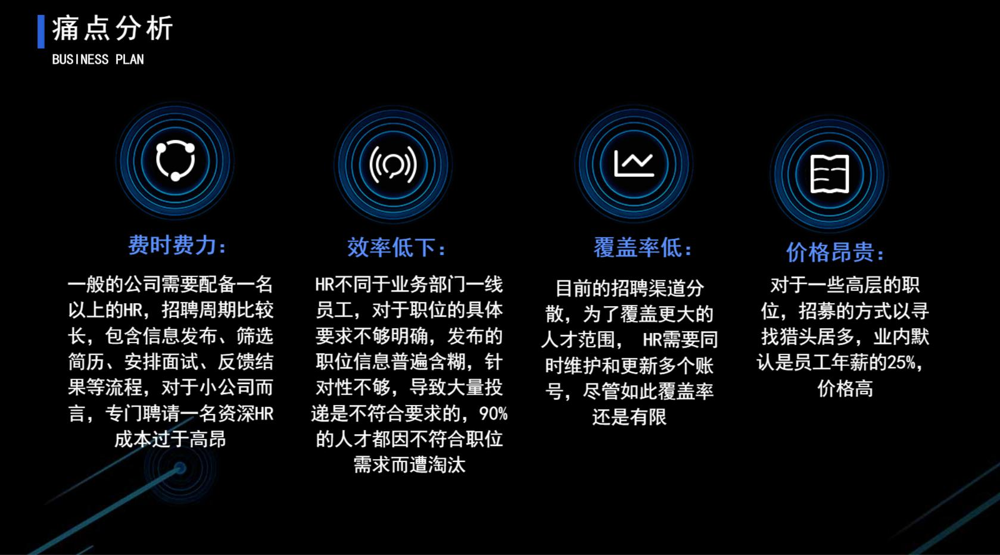 痛点分析
BUSINESS PLAN
费时费力：
一般的公司需要配备一名
以上的HR，招聘周期比较
长，包含信息发布、筛选
简历、安排面试、反馈结
果等流程，对于小公司而
言，专门聘请一名资深HR
成本过于高昂
效率低下：
HR不同于业务部门一线
员工，对于职位的具体
要求不够明确，发布的
职位信息普遍含糊，针
对性不够，导致大量投
递是不符合要求的，90%
的人才都因不符合职位
需求而遭淘汰
覆盖率低：
目前的招聘渠道分
散，为了覆盖更大的
人才范围， HR需要同
时维护和更新多个账
号，尽管如此覆盖率
还是有限
价格昂贵：
对于一些高层的职
位，招募的方式以寻
找猎头居多，业内默
认是员工年薪的25%，
价格高